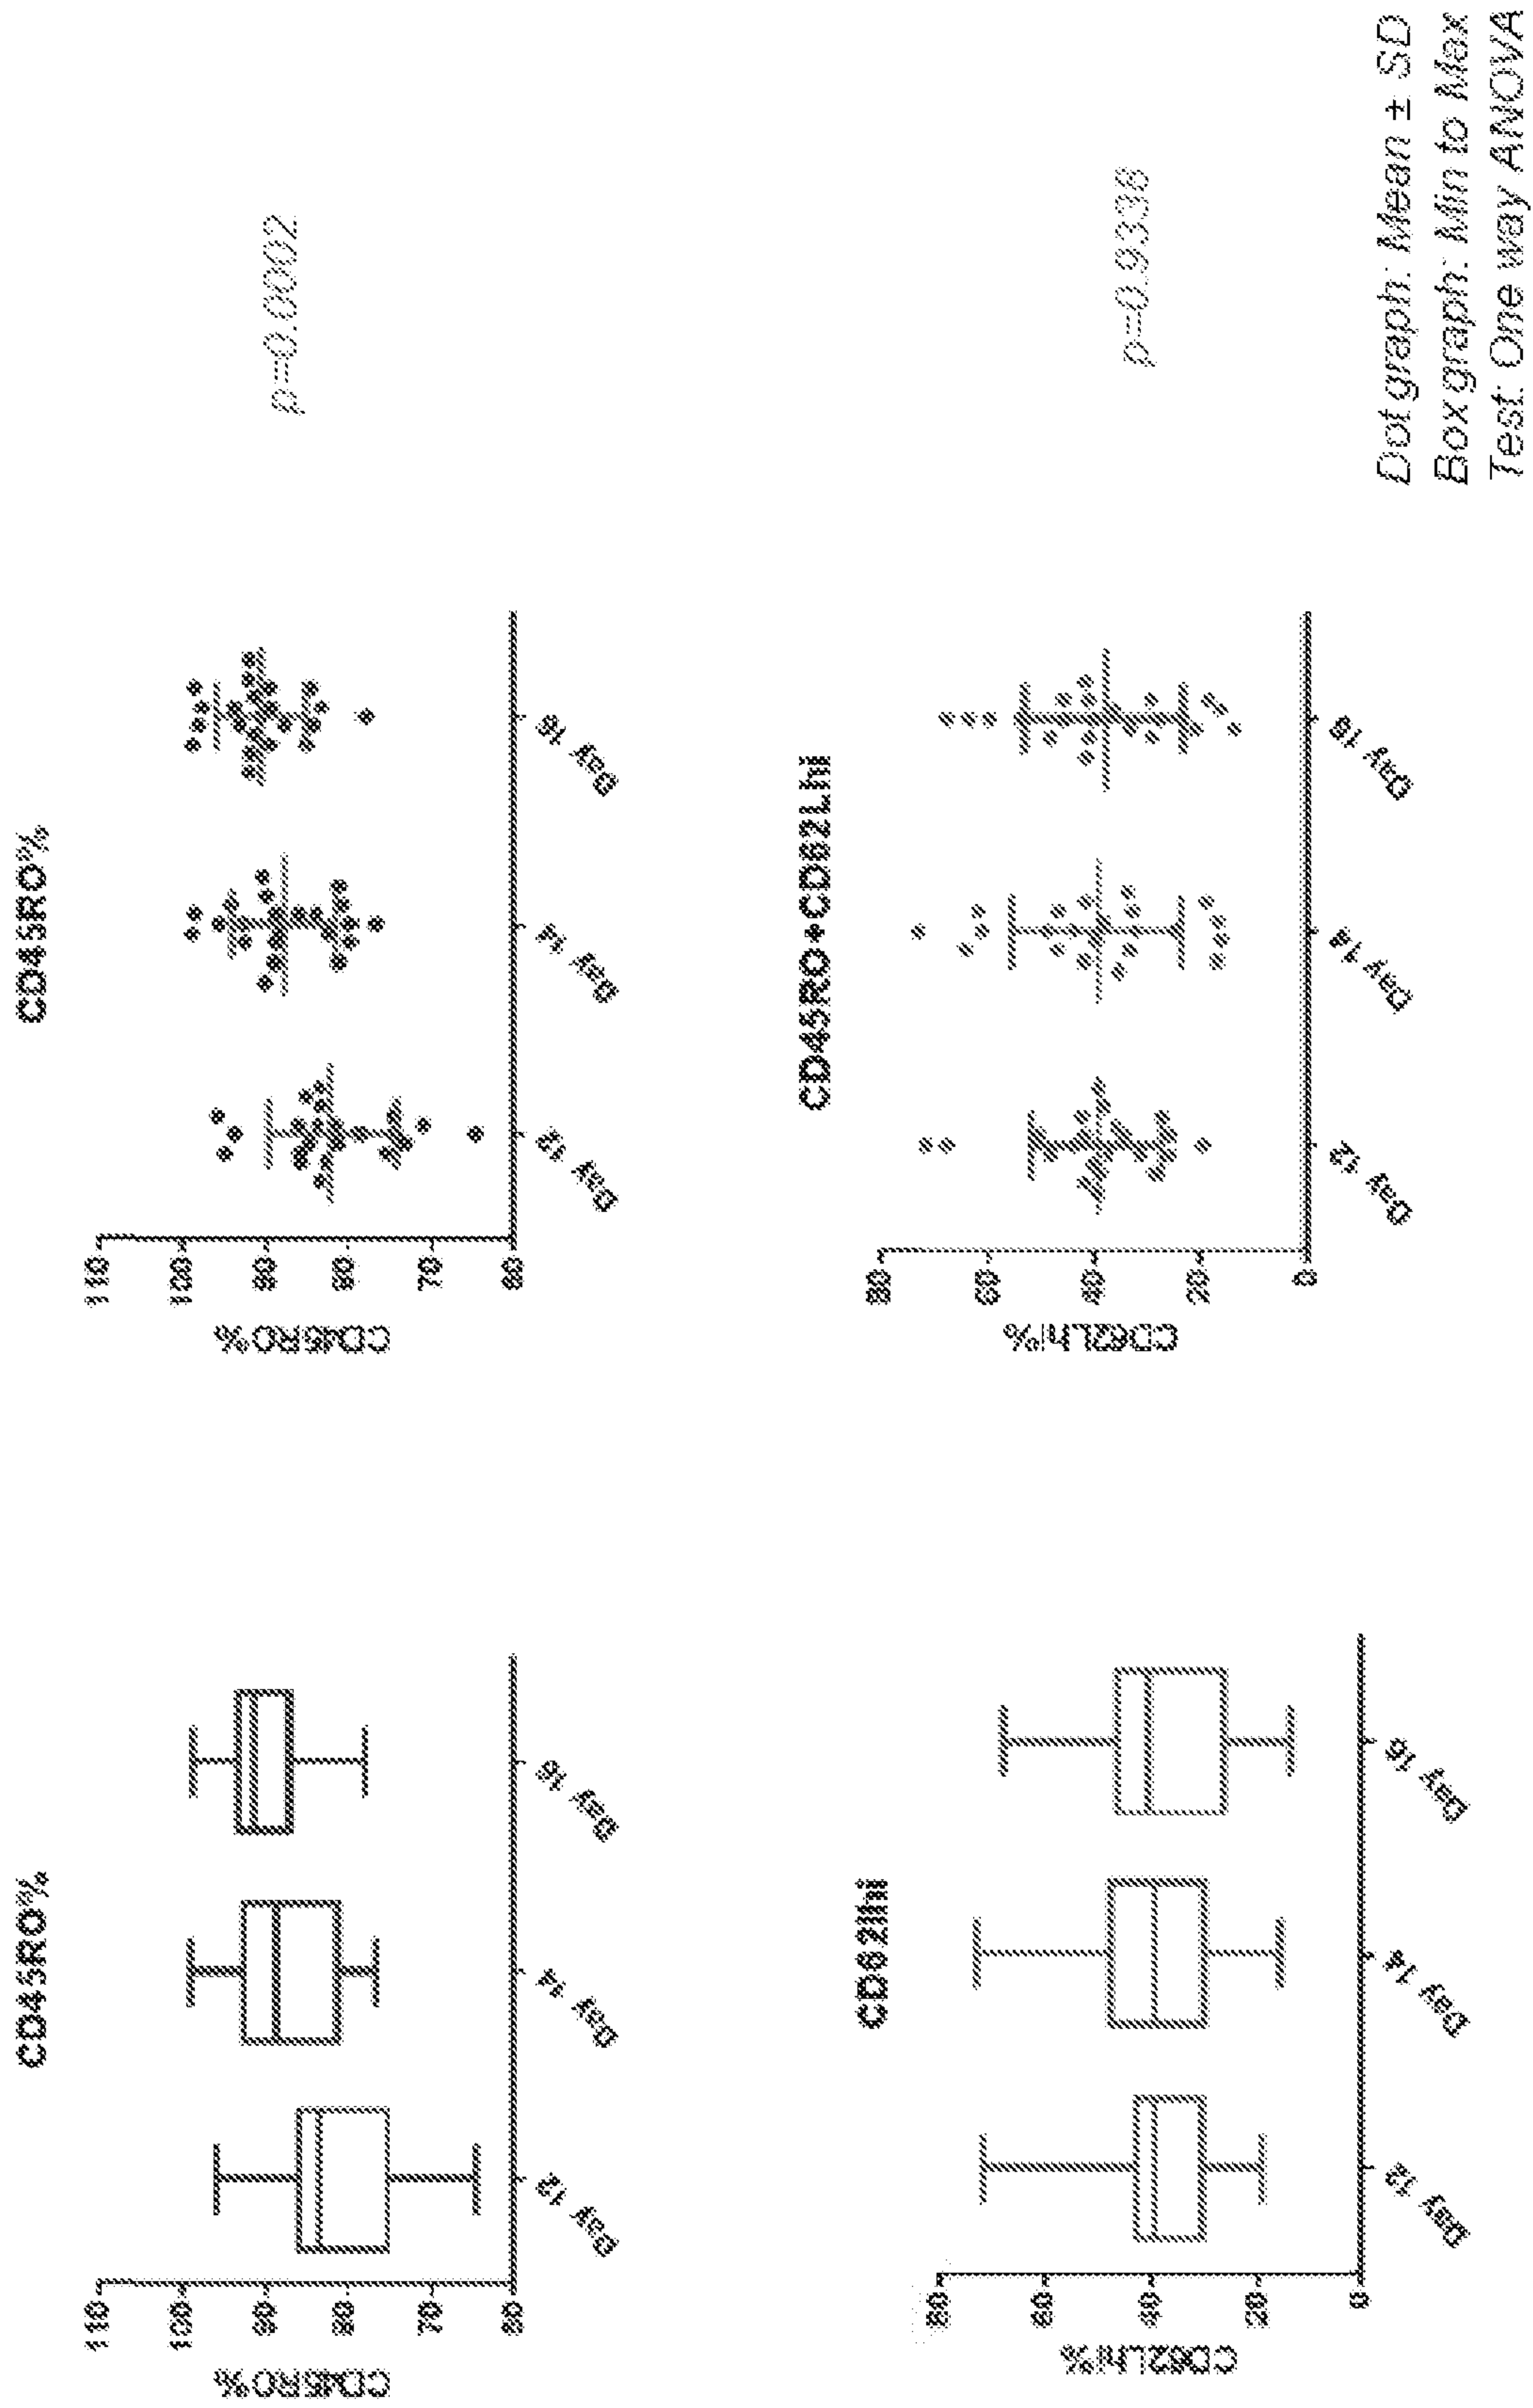 CD45RO%
CD45RO%
110
100
90
80
70
60
Day 12
Day 14
Day 16
CD45RO%
CD45RO%
110
100
90
80
70
60
Day 12
Day 14
Day 16
p=0.0002
CD62lhi
CD62Lhi%
80
60
40
20
0
Day 12
Day 14
Day 16
CD45RO+CD62Lhi
CD62Lhi%
80
60
40
20
0
Day 12
Day 14
Day 16
p=0.9338
Dot graph: Mean ± SD
Box graph: Min to Max
Test: One way ANOVA